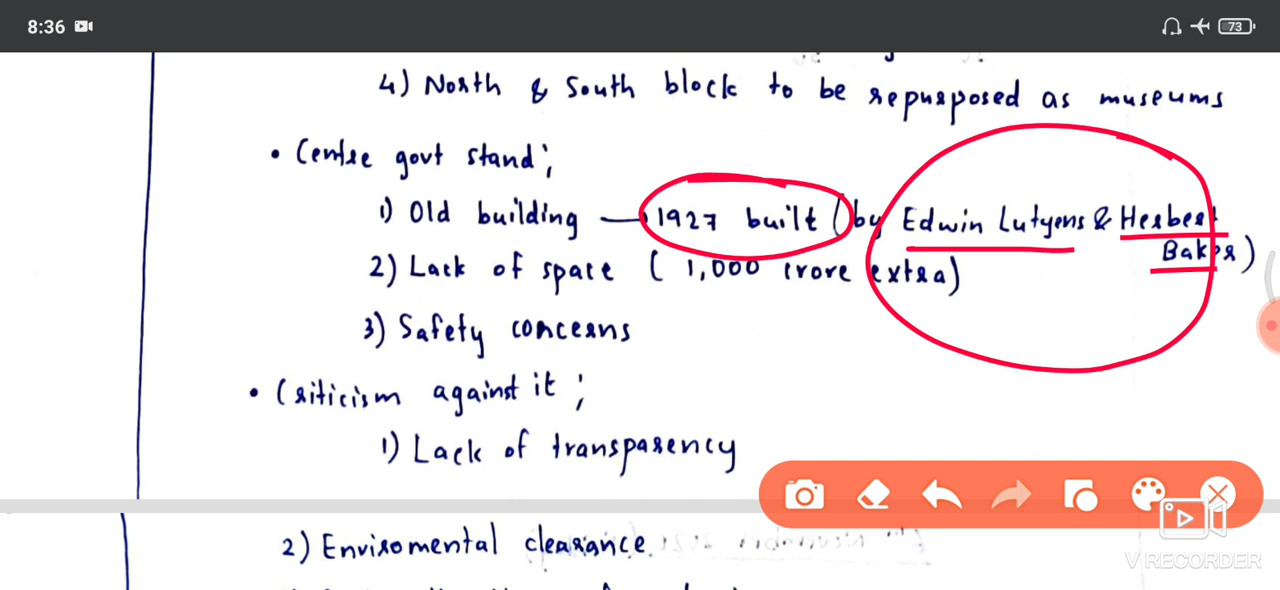 8:36
73
4) North & South block to be repurposed as museums
• Centre govt stand;
1) Old building — 1927 built (by Edwin Lutyens & Herbert
Baker)
2) Lack of space ( 1,000 crore extra)
3) Safety concerns
• Criticism against it ;
1) Lack of transparency
2) Enviromental clearance
V RECORDER